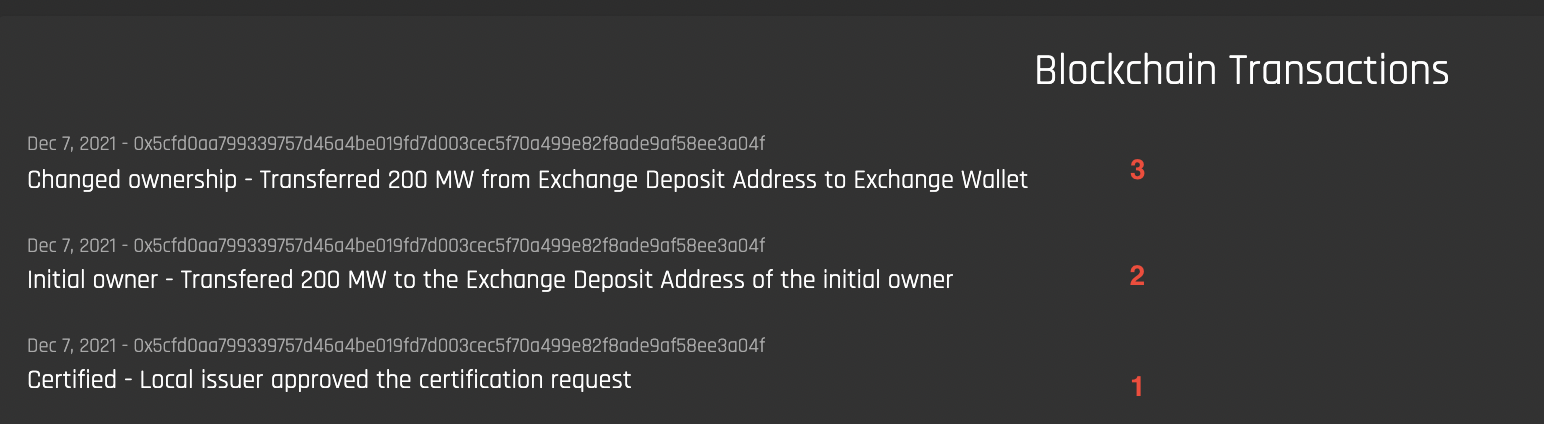 Blockchain Transactions
Dec 7, 2021 - 0x5cfd0aa799339757d46a4be019fd7d003cec5f70a499e82f8ade9af58ee3a04f
Changed ownership - Transferred 200 MW from Exchange Deposit Address to Exchange Wallet
3
Dec 7, 2021 - 0x5cfd0aa799339757d46a4be019fd7d003cec5f70a499e82f8ade9af58ee3a04f
Initial owner - Transfered 200 MW to the Exchange Deposit Address of the initial owner
2
Dec 7, 2021 - 0x5cfd0aa799339757d46a4be019fd7d003cec5f70a499e82f8ade9af58ee3a04f
Certified - Local issuer approved the certification request
1